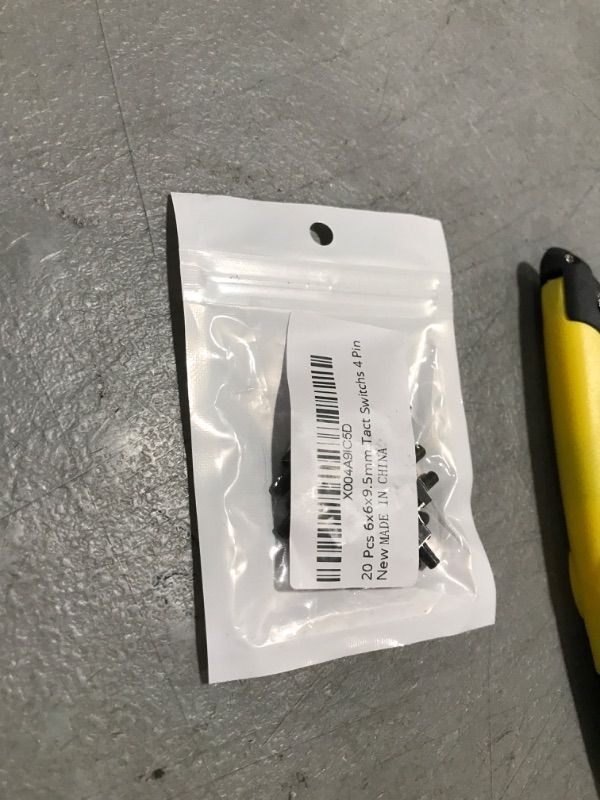 X004A9IC5D
20 Pcs 6x6x9.5mm Tact Switchs 4 Pin
New MADE IN CHINA